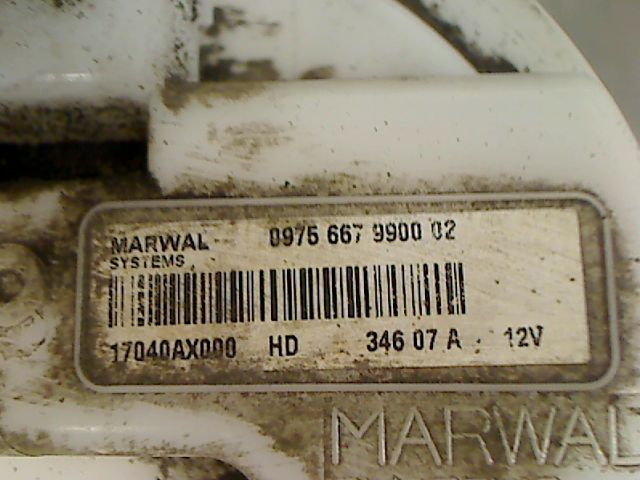 MARWAL 0975 667 9900 02
SYSTEMS
17040AX000 HD 346 07 A 12V
MARWAL